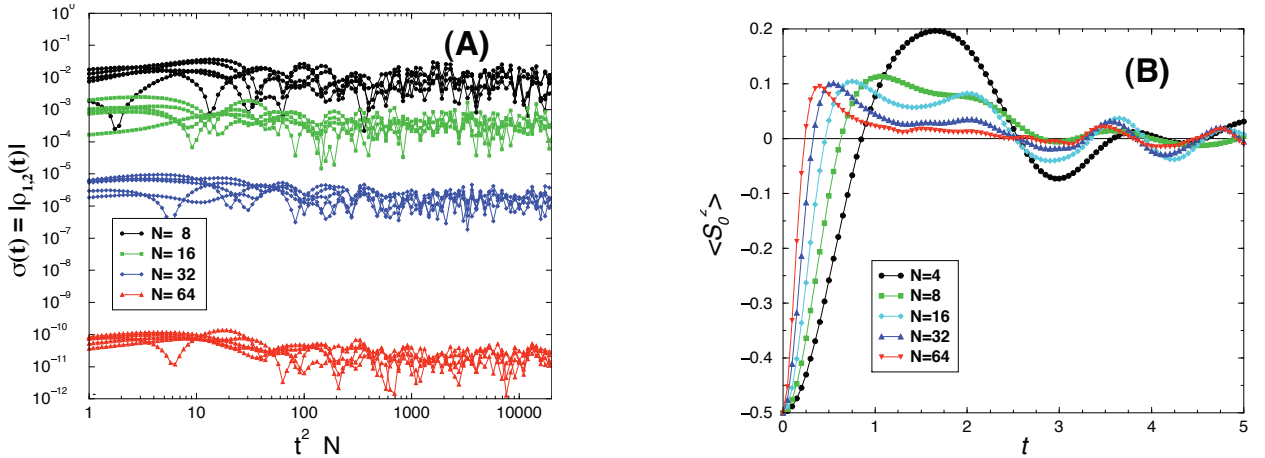 (A)
σ(t) = |ρ1,2(t)|
10^0
10^-1
10^-2
10^-3
10^-4
10^-5
10^-6
10^-7
10^-8
10^-9
10^-10
10^-11
10^-12
N= 8
N= 16
N= 32
N= 64
1 10 100 1000 10000
t^2 N
(B)
<S_0^z>
0.2
0.1
0
−0.1
−0.2
−0.3
−0.4
−0.5
N=4
N=8
N=16
N=32
N=64
0 1 2 3 4 5
t